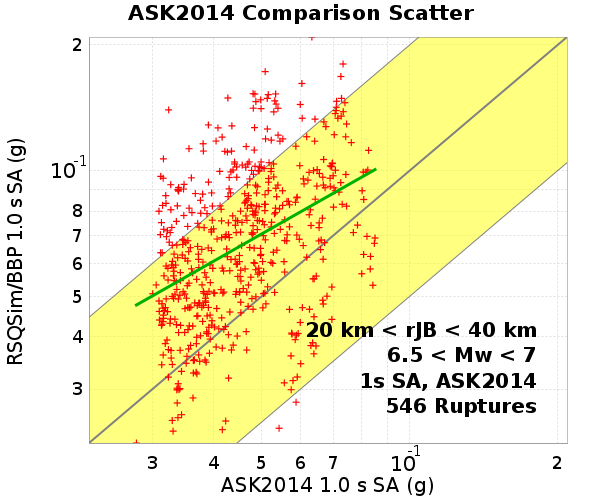 ASK2014 Comparison Scatter
RSQSim/BBP 1.0 s SA (g)
2
10-1
8
7
6
5
4
3
20 km < rJB < 40 km
6.5 < Mw < 7
1s SA, ASK2014
546 Ruptures
3 4 5 6 7 10-1 2
ASK2014 1.0 s SA (g)